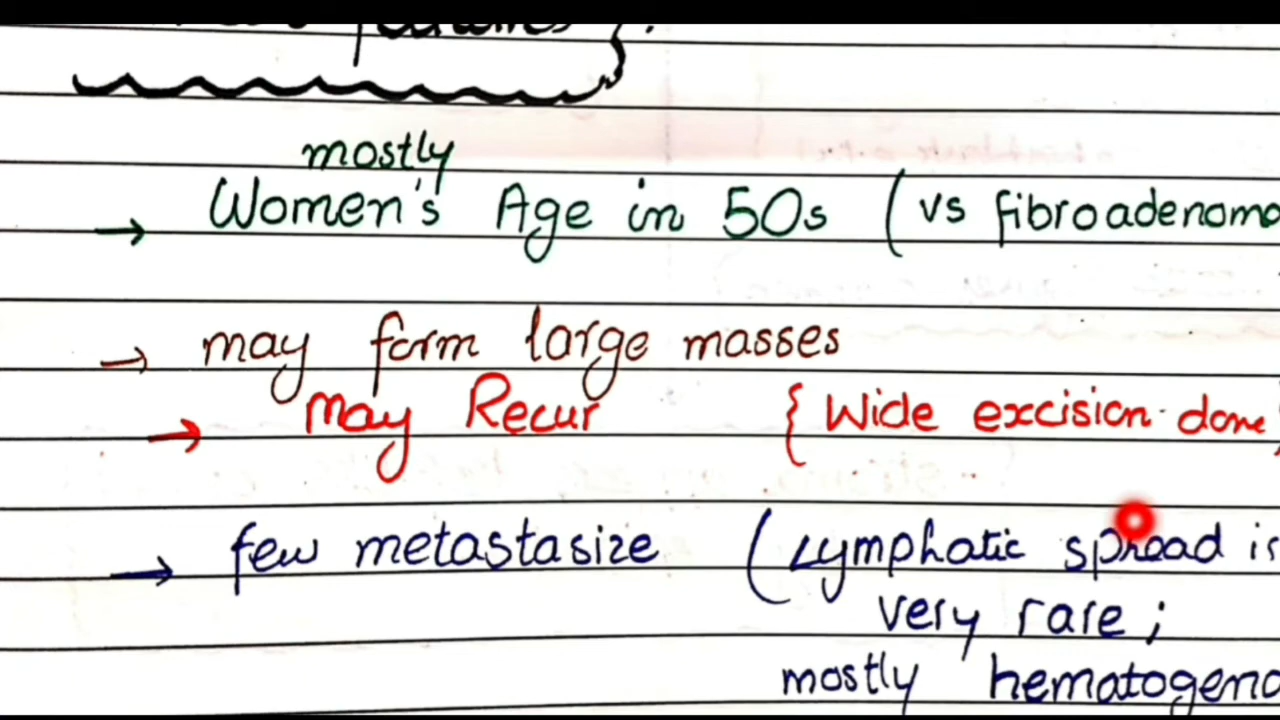 mostly
→ Women's Age in 50s (vs fibroadenoma
→ may form large masses
→ May Recur { Wide excision done}
→ few metastasize (Lymphatic spread is
very rare;
mostly hematogeno